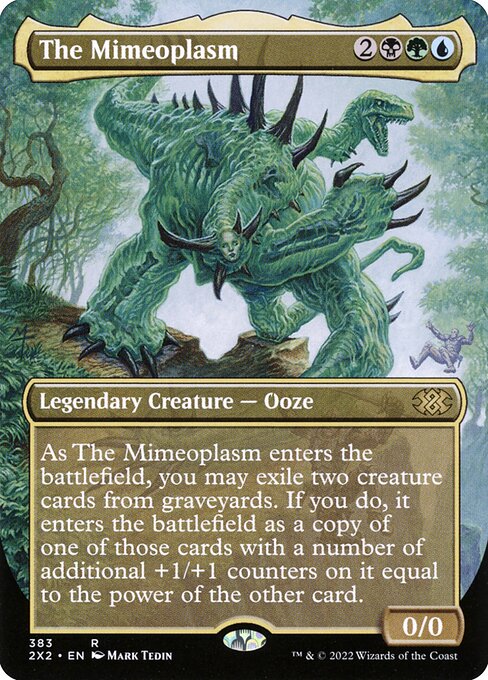 The Mimeoplasm 2
Legendary Creature — Ooze
As The Mimeoplasm enters the
battlefield, you may exile two creature
cards from graveyards. If you do, it
enters the battlefield as a copy of
one of those cards with a number of
additional +1/+1 counters on it equal
to the power of the other card.
0/0
383 R
2X2 • EN Mark Tedin
™ & © 2022 Wizards of the Coast